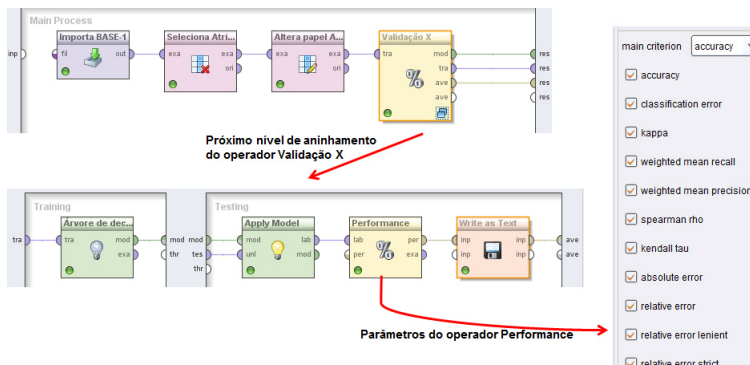 Main Process
Importa BASE-1
Seleciona Atri...
Altera papel A...
Validação X
inp
fil
out
exa
exa
ori
exa
exa
ori
tra
mod
tra
ave
ave
res
res
res
Próximo nível de aninhamento
do operador Validação X
Training
Testing
Árvore de dec...
Apply Model
Performance
Write as Text
tra
tra
mod
exa
mod
thr
mod
tes
thr
mod
unl
lab
mod
lab
per
per
exa
inp
inp
inp
inp
ave
ave
Parâmetros do operador Performance
main criterion
accuracy
accuracy
classification error
kappa
weighted mean recall
weighted mean precision
spearman rho
kendall tau
absolute error
relative error
relative error lenient
relative error strict